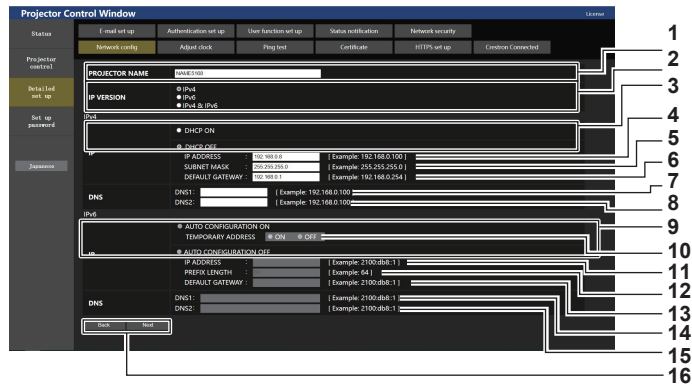 Projector Control Window
License
Status
E-mail set up
Authentication set up
User function set up
Status notification
Network security
Network config
Adjust clock
Ping test
Certificate
HTTPS set up
Crestron Connected
Projector
control
Detailed
set up
Set up
password
Japanese
PROJECTOR NAME
NAME5168
IP VERSION
IPv4
IPv6
IPv4 & IPv6
IPv4
DHCP ON
IP
DHCP OFF
IP ADDRESS : 192.168.0.8 [ Example: 192.168.0.100 ]
SUBNET MASK : 255.255.255.0 [ Example: 255.255.255.0 ]
DEFAULT GATEWAY : 192.168.0.1 [ Example: 192.168.0.254 ]
DNS
DNS1: [ Example: 192.168.0.100
DNS2: [ Example: 192.168.0.100
IPv6
AUTO CONFIGURATION ON
TEMPORARY ADDRESS ON OFF
IP
AUTO CONFIGURATION OFF
IP ADDRESS : [ Example: 2100:db8::1 ]
PREFIX LENGTH : [ Example: 64 ]
DEFAULT GATEWAY : [ Example: 2100:db8::1 ]
DNS
DNS1: [ Example: 2100:db8::1 ]
DNS2: [ Example: 2100:db8::1 ]
Back
Next
1
2
3
4
5
6
7
8
9
10
11
12
13
14
15
16